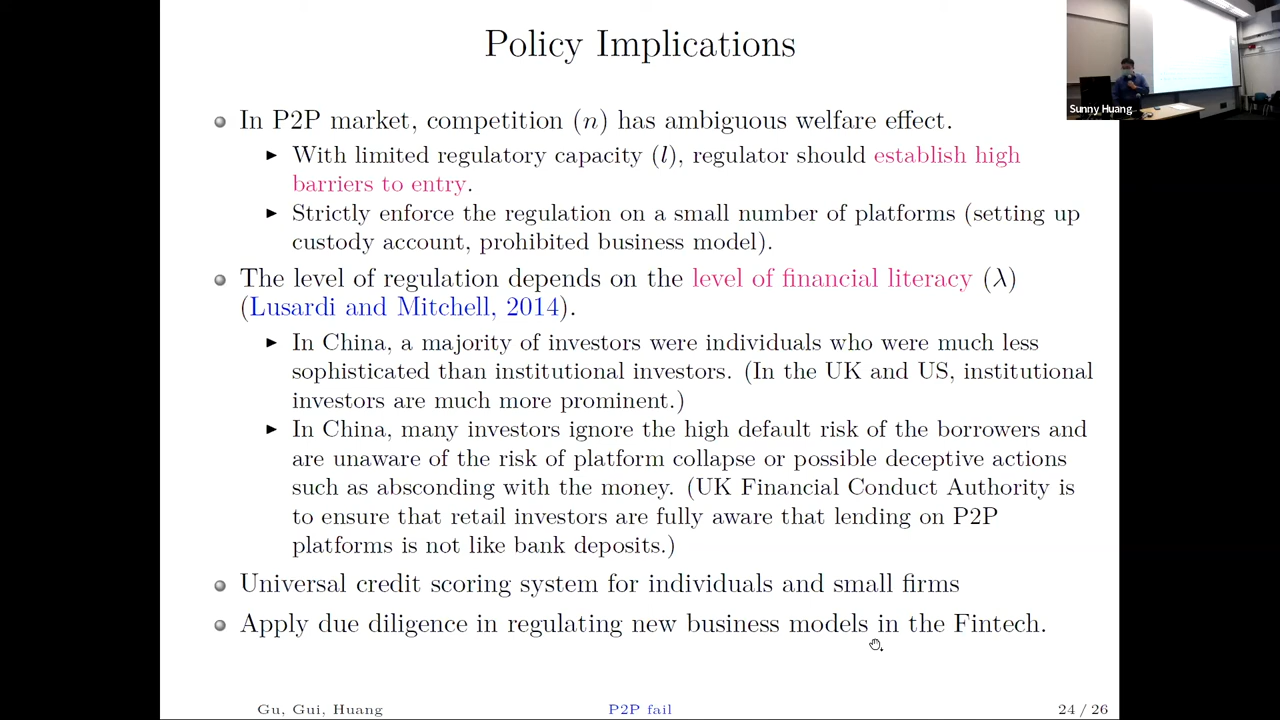 Policy Implications
Sunny Huang
In P2P market, competition (n) has ambiguous welfare effect.
With limited regulatory capacity (l), regulator should establish high
barriers to entry.
Strictly enforce the regulation on a small number of platforms (setting up
custody account, prohibited business model).
The level of regulation depends on the level of financial literacy (λ)
(Lusardi and Mitchell, 2014).
In China, a majority of investors were individuals who were much less
sophisticated than institutional investors. (In the UK and US, institutional
investors are much more prominent.)
In China, many investors ignore the high default risk of the borrowers and
are unaware of the risk of platform collapse or possible deceptive actions
such as absconding with the money. (UK Financial Conduct Authority is
to ensure that retail investors are fully aware that lending on P2P
platforms is not like bank deposits.)
Universal credit scoring system for individuals and small firms
Apply due diligence in regulating new business models in the Fintech.
Gu, Gui, Huang P2P fail 24 / 26